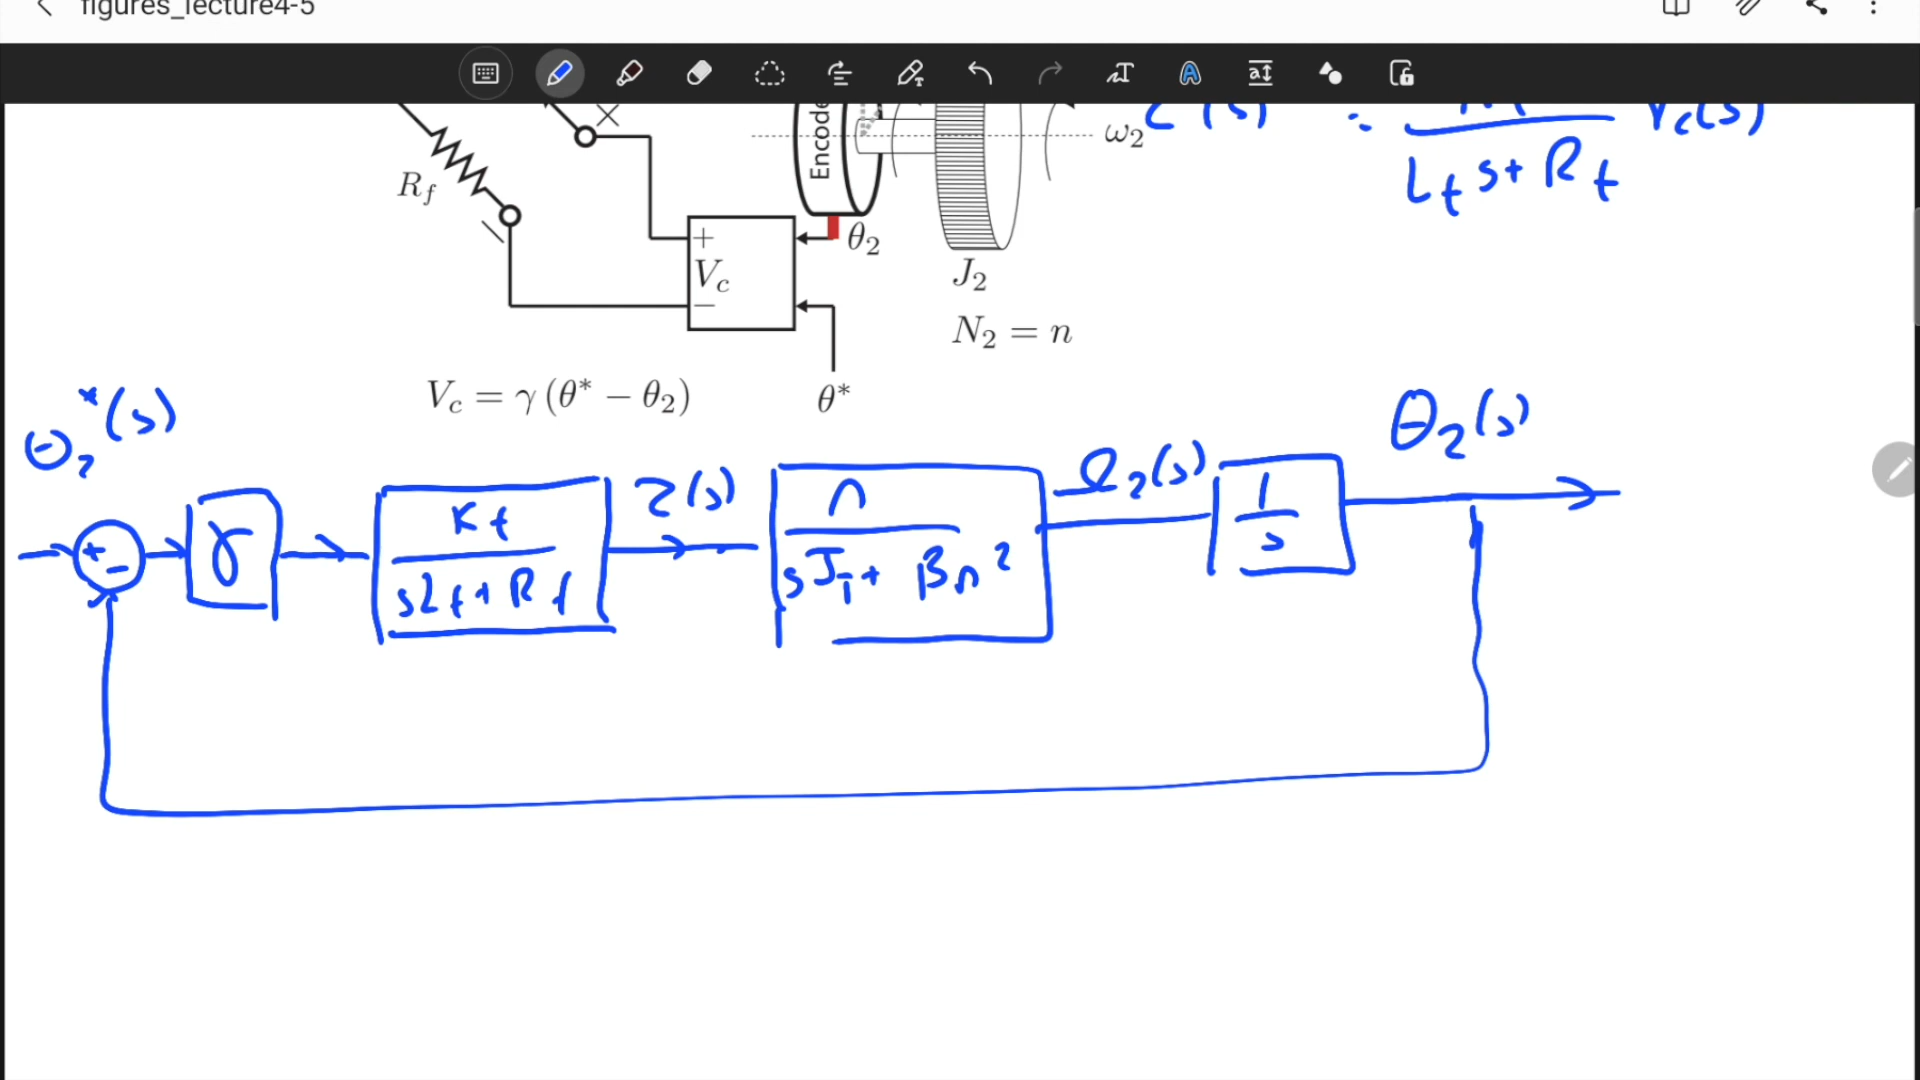 figures_lecture4-5
Encode
ω2
τ(s) = Vc(s)
Lf s+ Rf
Rf
+
Vc
−
θ2
J2
N2 = n
Vc = γ (θ* − θ2)
θ*
Θ2*(s)
Θ2(s)
+
−
γ
Kf
sLf + Rf
τ(s)
n
sJT + βn²
Ω2(s)
1
s